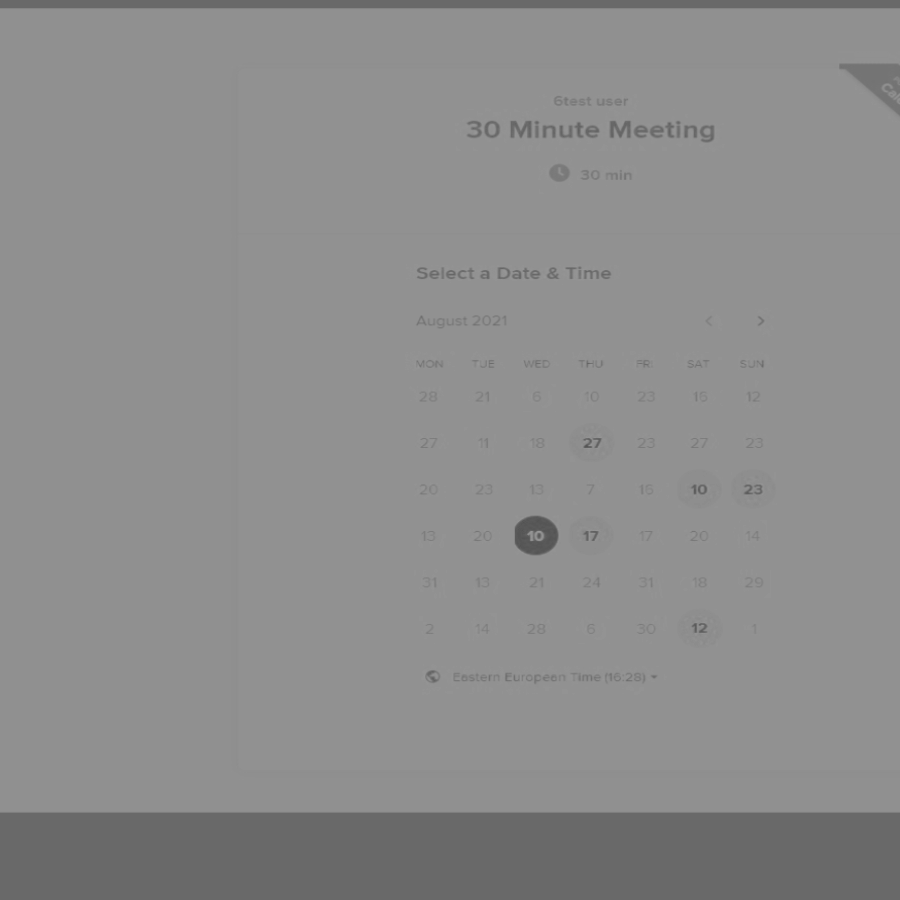 6test user
30 Minute Meeting
30 min
Select a Date & Time
August 2021
MON TUE WED THU FRI SAT SUN
28 21 6 10 23 15 12
27 11 18 27 23 27 23
20 23 13 7 15 10 23
13 20 10 17 17 20 14
31 13 21 24 31 18 29
2 14 28 6 30 12 1
Eastern European Time (16:28)